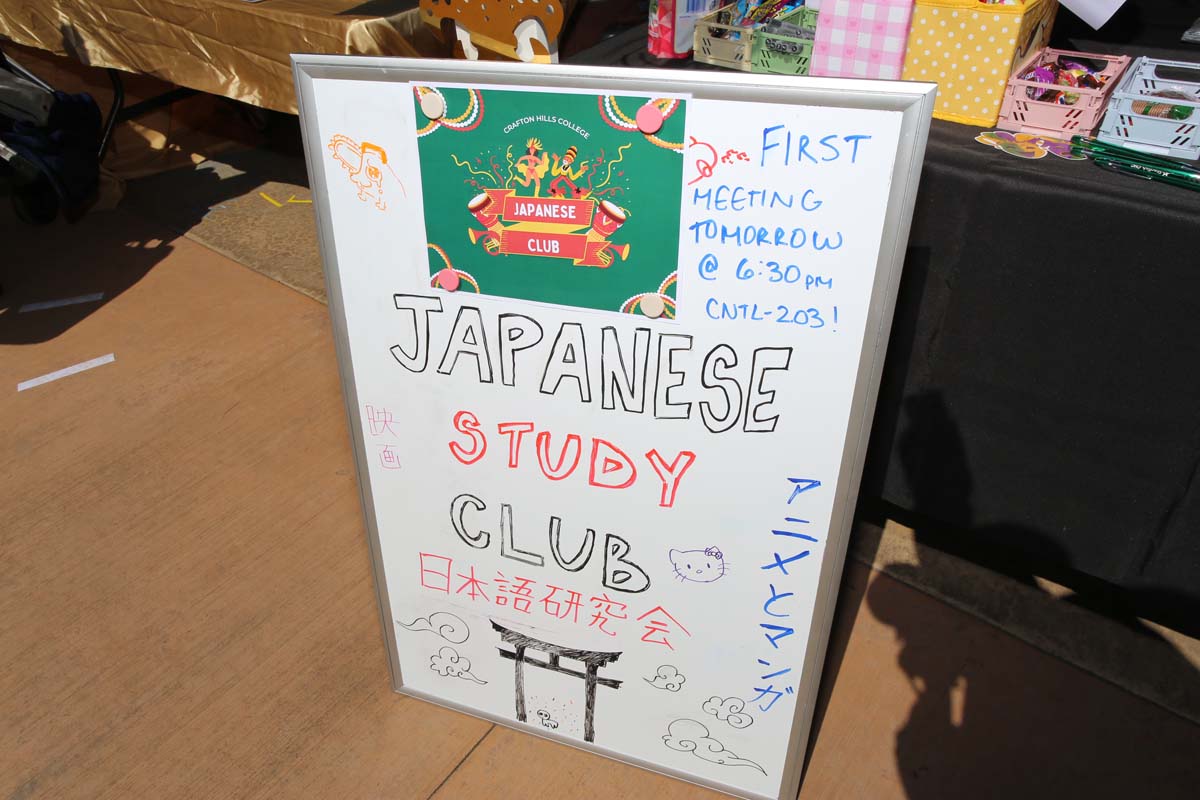 CRAFTON HILLS COLLEGE
JAPANESE
CLUB
FIRST
MEETING
TOMORROW
@ 6:30PM
CNTL-203!
JAPANESE
STUDY
CLUB
映画
日本語研究会
アニメとマンガ